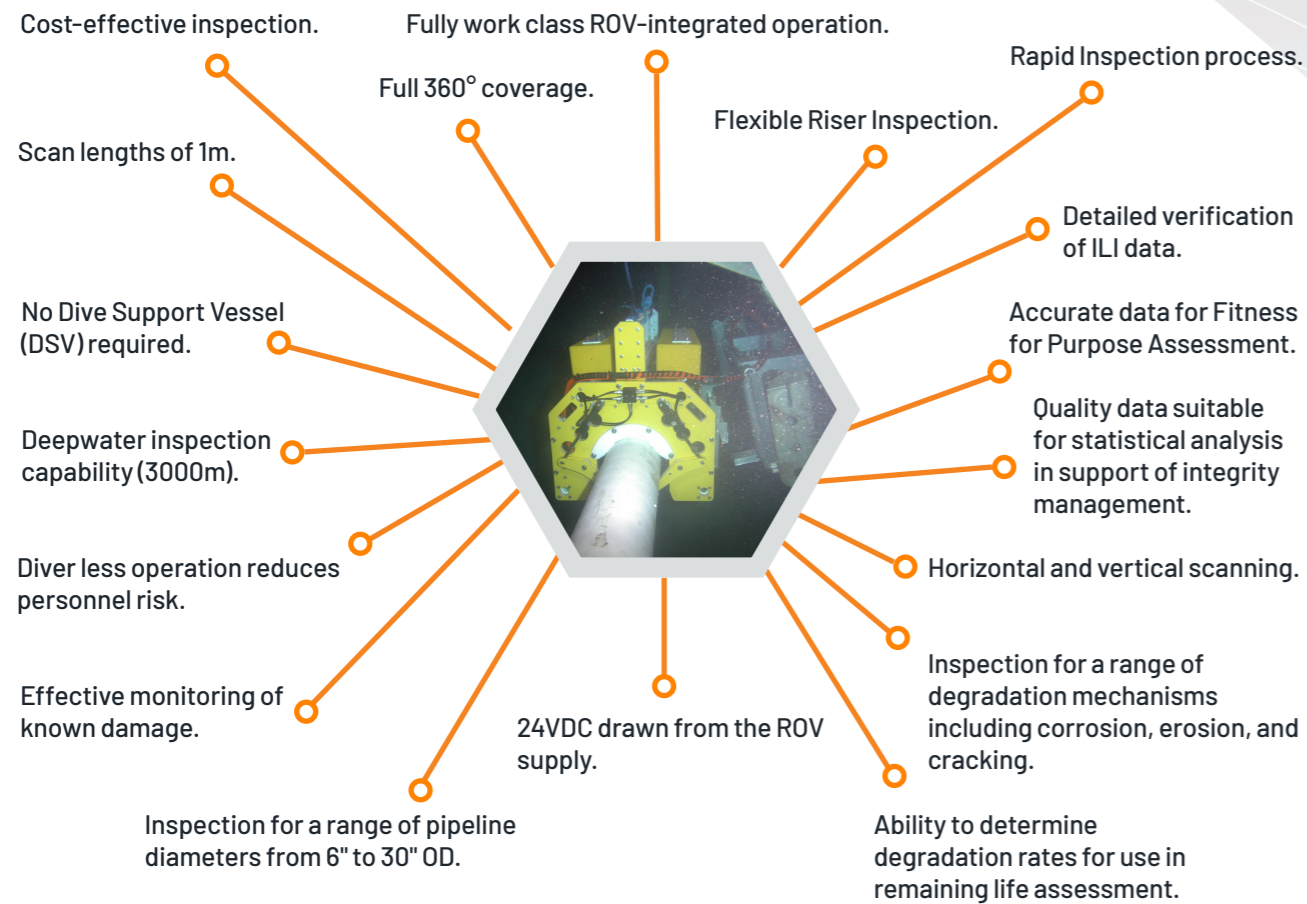 Cost-effective inspection.
Fully work class ROV-integrated operation.
Rapid Inspection process.
Full 360° coverage.
Flexible Riser Inspection.
Scan lengths of 1m.
Detailed verification
of ILI data.
No Dive Support Vessel
(DSV) required.
Accurate data for Fitness
for Purpose Assessment.
Quality data suitable
for statistical analysis
in support of integrity
management.
Deepwater inspection
capability (3000m).
Diver less operation reduces
personnel risk.
Horizontal and vertical scanning.
Inspection for a range of
degradation mechanisms
including corrosion, erosion, and
cracking.
Effective monitoring of
known damage.
24VDC drawn from the ROV
supply.
Inspection for a range of pipeline
diameters from 6" to 30" OD.
Ability to determine
degradation rates for use in
remaining life assessment.